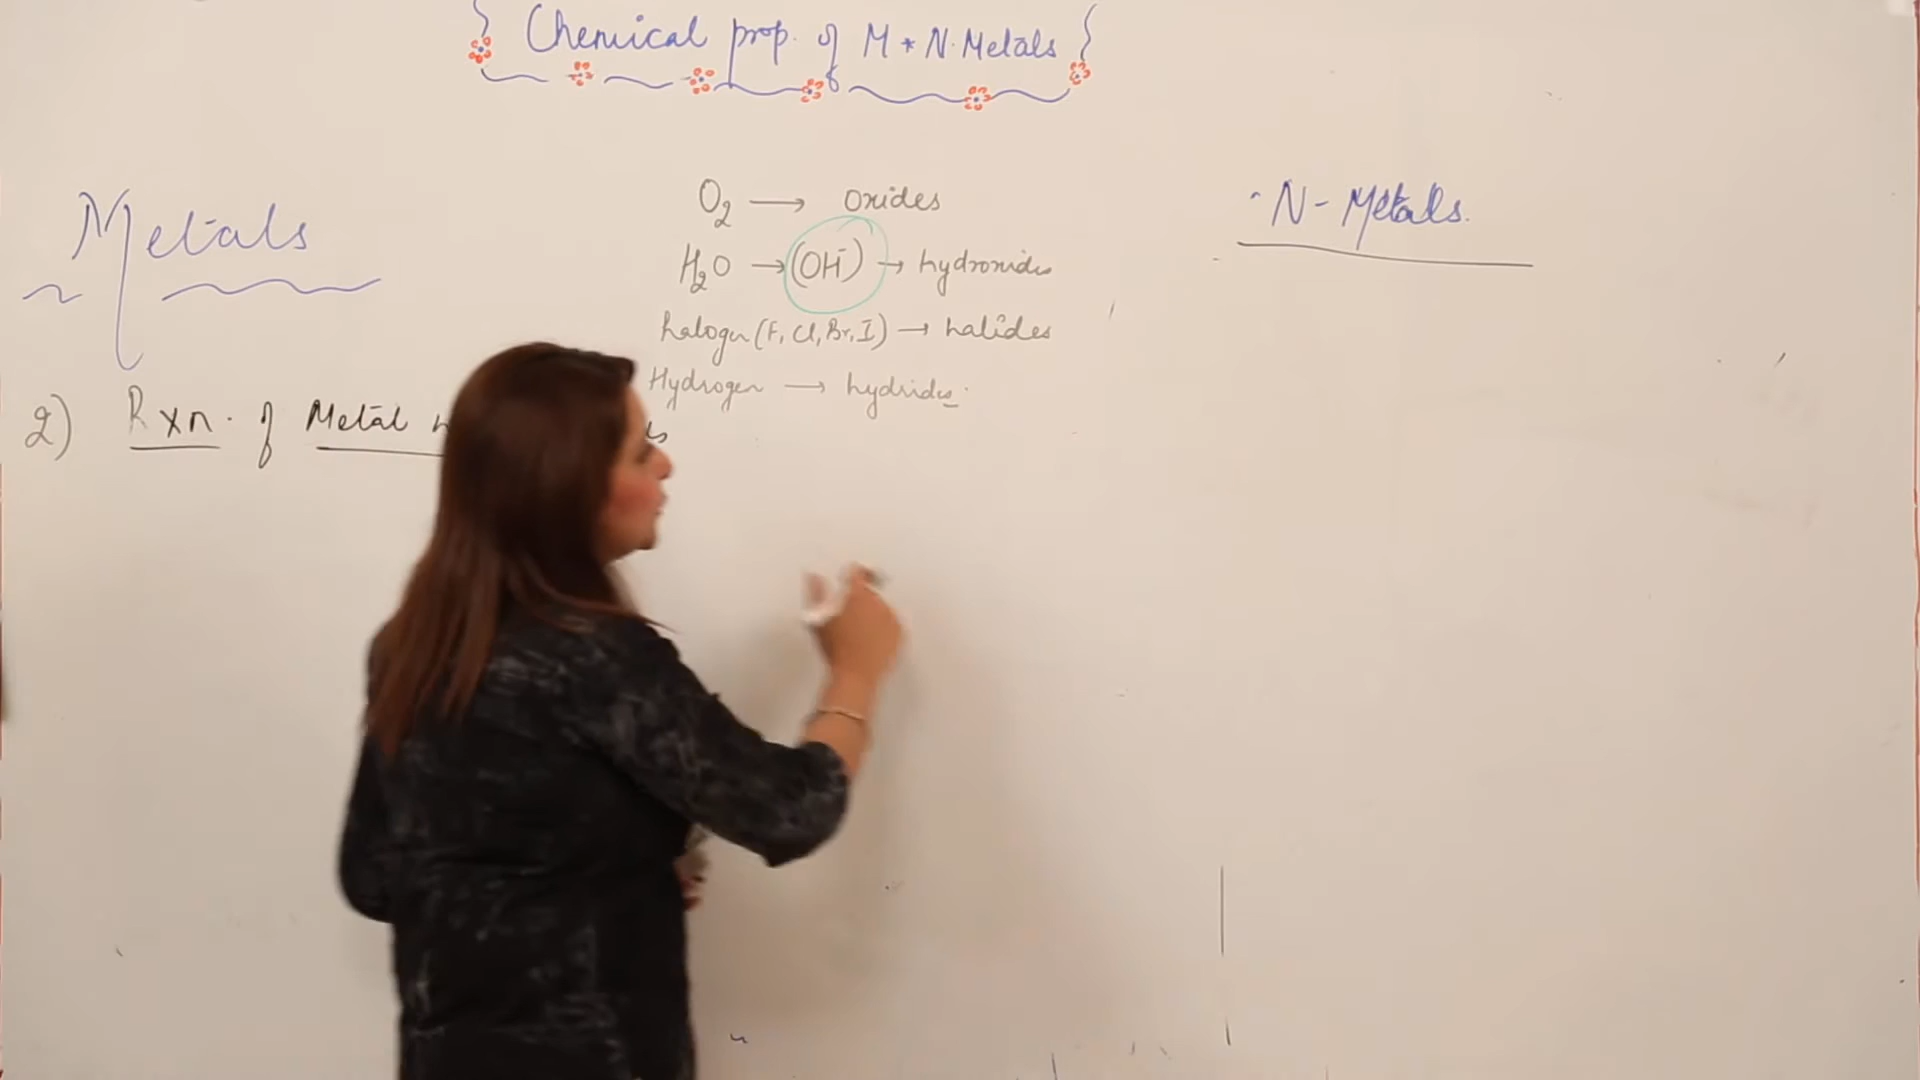 Chemical prop. of M & N.Metals
Metals
O₂ → Oxides
H₂O → (OH⁻) → hydroxides
halogen (F, Cl, Br, I) → halides
Hydrogen → hydrides.
N-Metals.
2) Rxn. of Metal